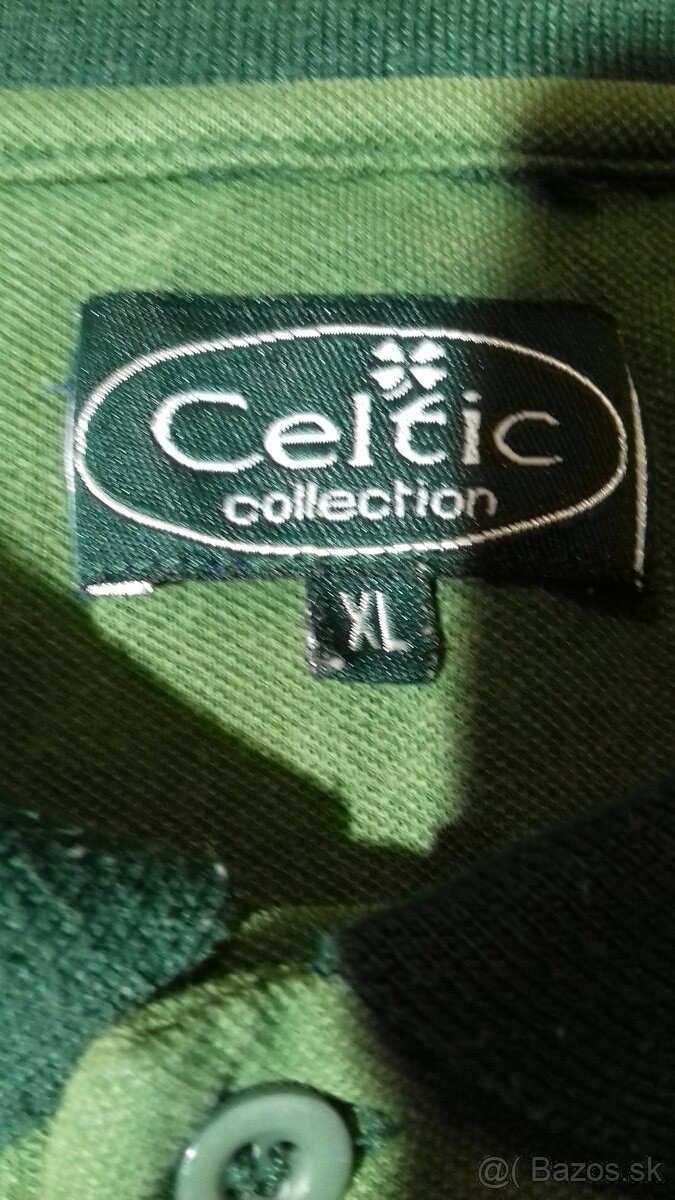 Celtic
collection
XL
@( Bazos.sk